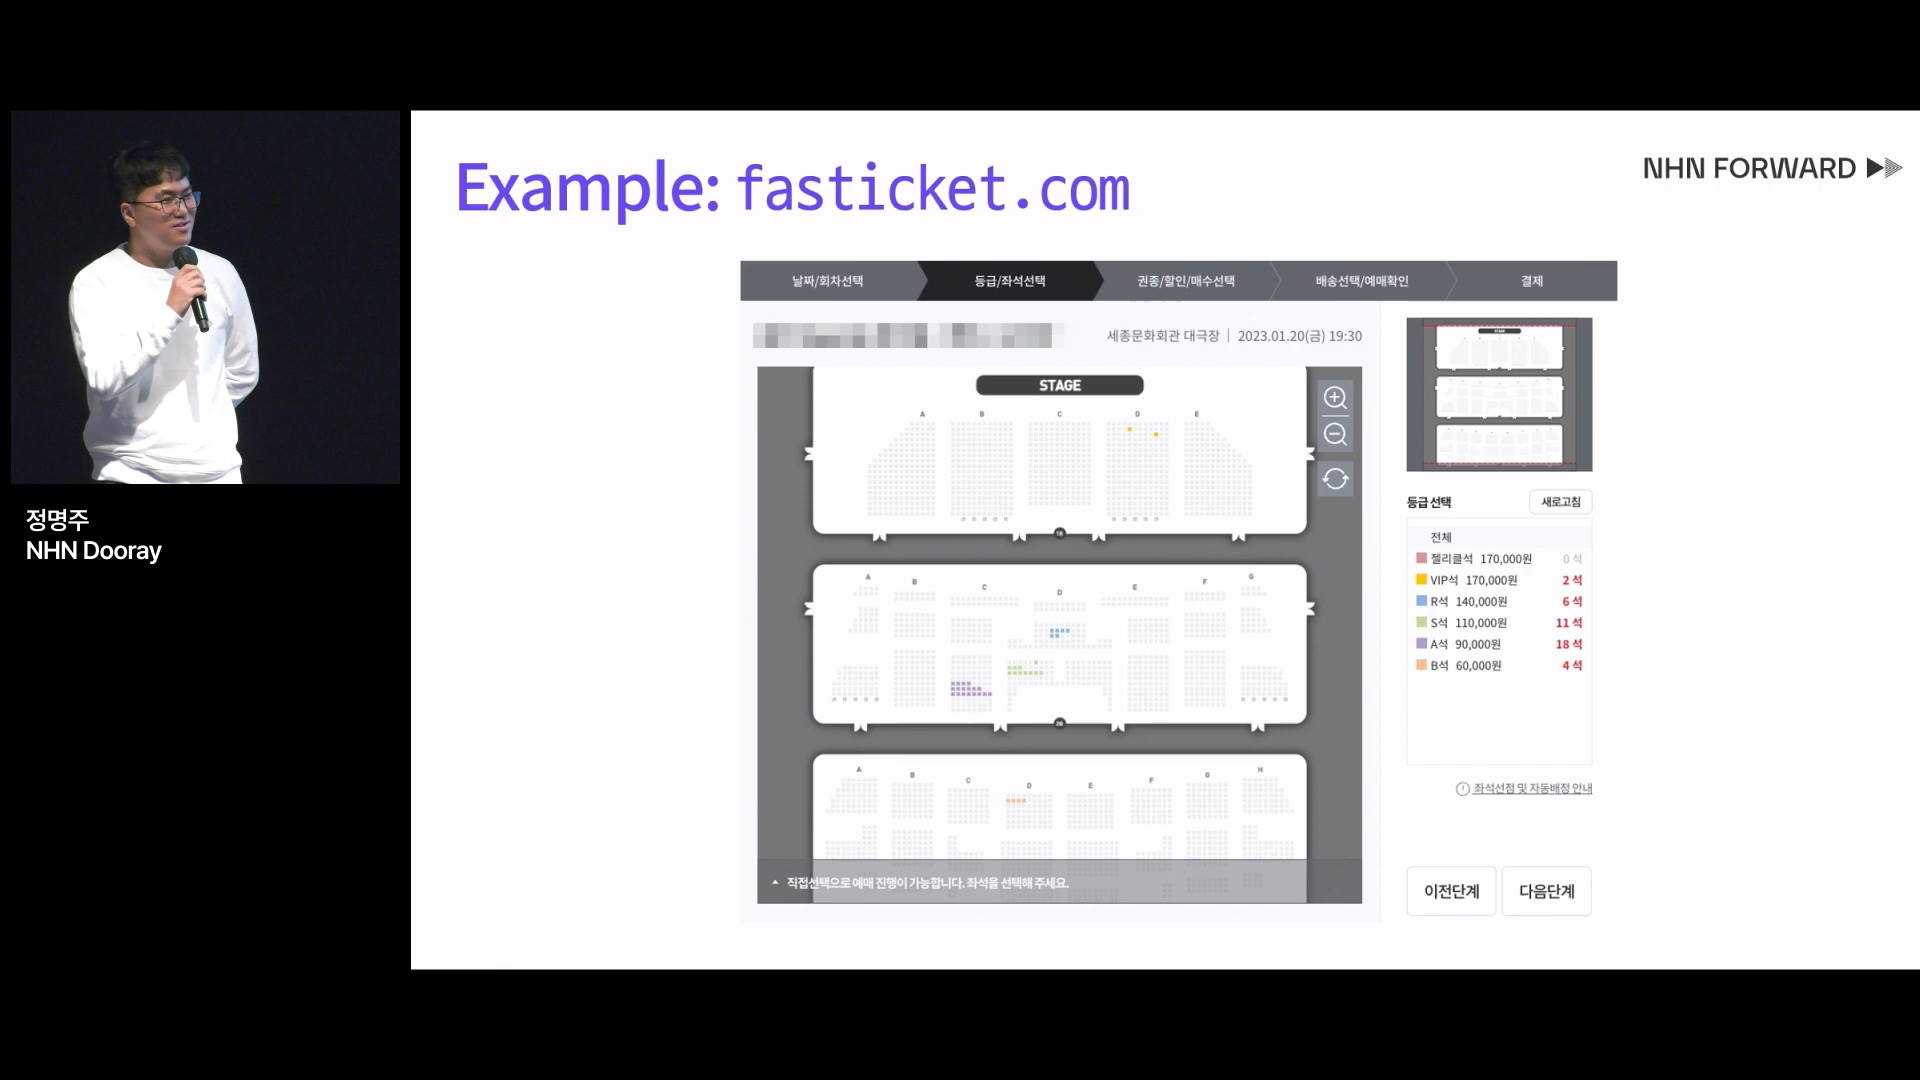 Example: fasticket.com
NHN FORWARD
정명주
NHN Dooray
날짜/회차선택
등급/좌석선택
권종/할인/매수선택
배송선택/예매확인
결제
세종문화회관 대극장 | 2023.01.20(금) 19:30
STAGE
A B C D E
1층
A B C D E F G
2층
A B C D E F G H
직접선택으로 예매 진행이 가능합니다. 좌석을 선택해 주세요.
STAGE
등급 선택
새로고침
전체
젤리클석 170,000원 0 석
VIP석 170,000원 2 석
R석 140,000원 6 석
S석 110,000원 11 석
A석 90,000원 18 석
B석 60,000원 4 석
좌석선점 및 자동배정 안내
이전단계
다음단계